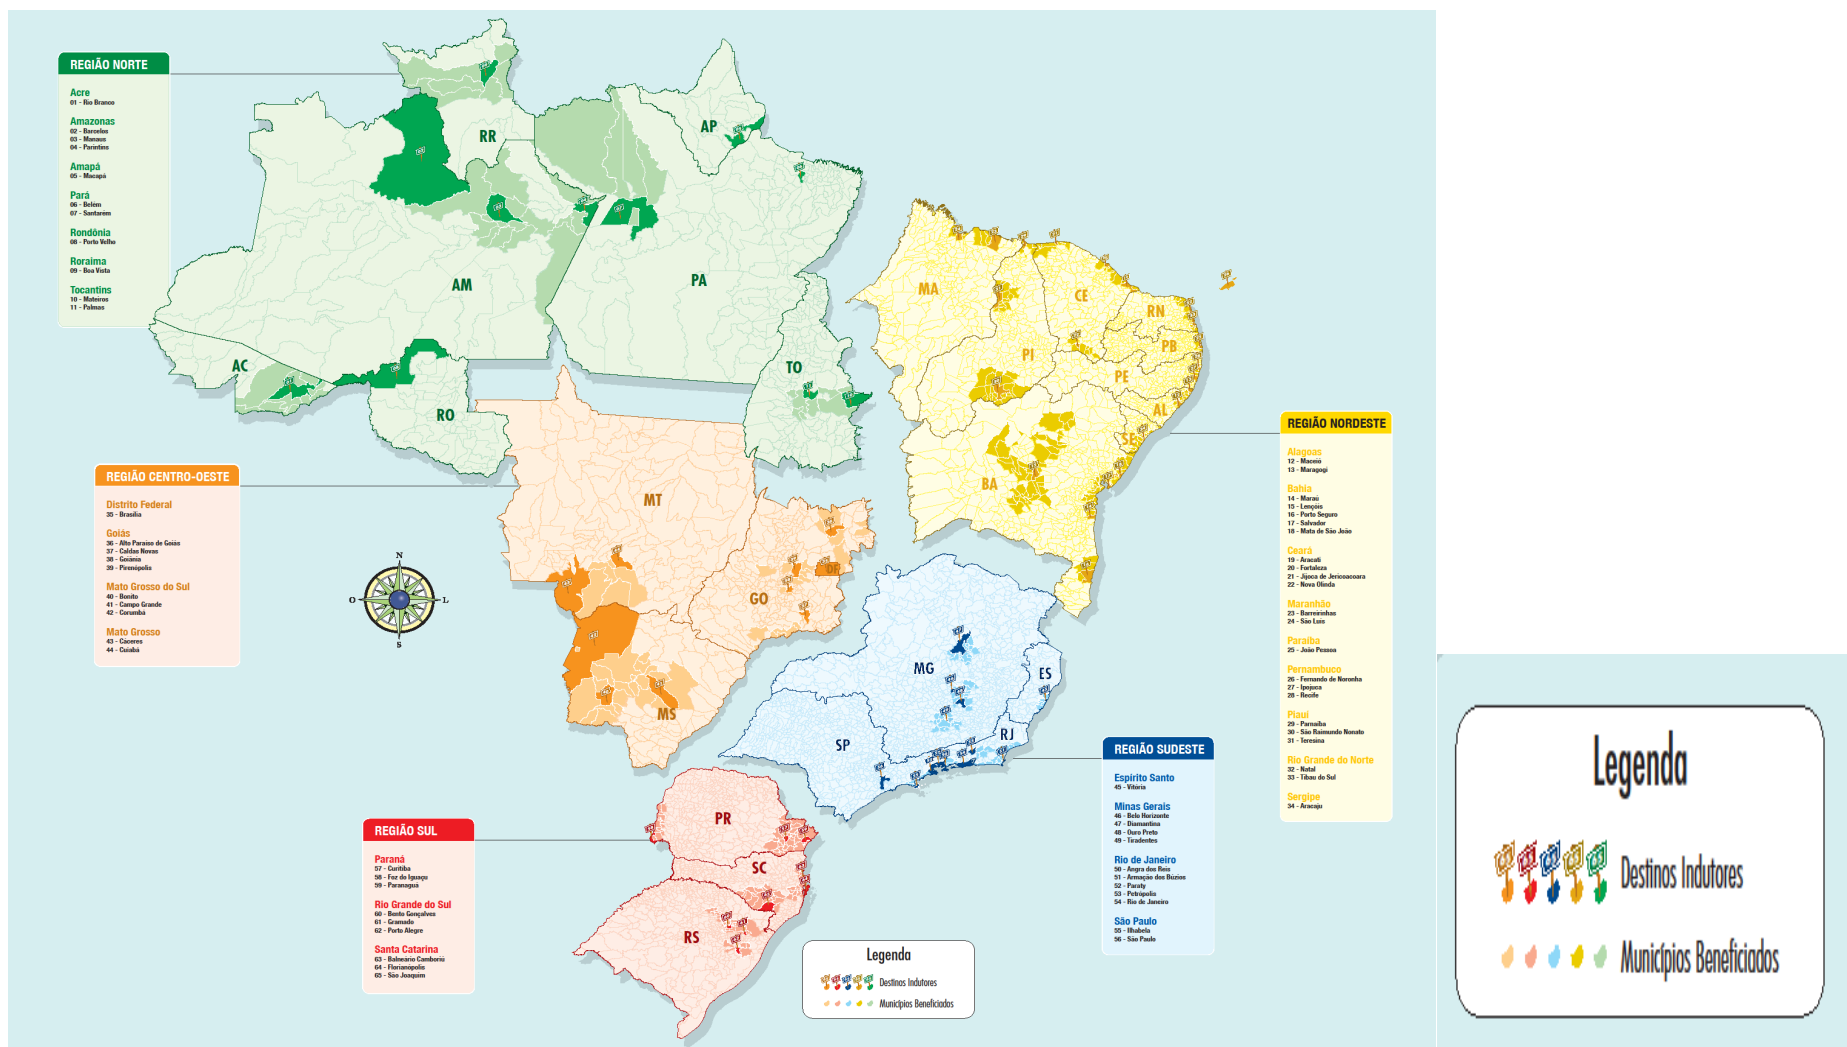 REGIÃO NORTE
Acre
01 - Rio Branco
Amazonas
02 - Barcelos
03 - Manaus
04 - Parintins
Amapá
05 - Macapá
Pará
06 - Belém
07 - Santarém
Rondônia
08 - Porto Velho
Roraima
09 - Boa Vista
Tocantins
10 - Mateiros
11 - Palmas
RR
AP
AM
PA
AC
RO
TO
MA
CE
RN
PB
PI
PE
AL
SE
BA
REGIÃO NORDESTE
Alagoas
12 - Maceió
13 - Maragogi
Bahia
14 - Maraú
15 - Lençóis
16 - Porto Seguro
17 - Salvador
18 - Mata de São João
Ceará
19 - Aracati
20 - Fortaleza
21 - Jijoca de Jericoacoara
22 - Nova Olinda
Maranhão
23 - Barreirinhas
24 - São Luis
Paraíba
25 - João Pessoa
Pernambuco
26 - Fernando de Noronha
27 - Ipojuca
28 - Recife
Piauí
29 - Parnaíba
30 - São Raimundo Nonato
31 - Teresina
Rio Grande do Norte
32 - Natal
33 - Tibau do Sul
Sergipe
34 - Aracaju
REGIÃO CENTRO-OESTE
Distrito Federal
35 - Brasília
Goiás
36 - Alto Paraíso de Goiás
37 - Caldas Novas
38 - Goiânia
39 - Pirenópolis
Mato Grosso do Sul
40 - Bonito
41 - Campo Grande
42 - Corumbá
Mato Grosso
43 - Cáceres
44 - Cuiabá
MT
DF
GO
MS
N
O
L
S
MG
ES
SP
RJ
REGIÃO SUDESTE
Espírito Santo
45 - Vitória
Minas Gerais
46 - Belo Horizonte
47 - Diamantina
48 - Ouro Preto
49 - Tiradentes
Rio de Janeiro
50 - Angra dos Reis
51 - Armação dos Búzios
52 - Paraty
53 - Petrópolis
54 - Rio de Janeiro
São Paulo
55 - Ilhabela
56 - São Paulo
REGIÃO SUL
Paraná
57 - Curitiba
58 - Foz do Iguaçu
59 - Paranaguá
Rio Grande do Sul
60 - Bento Gonçalves
61 - Gramado
62 - Porto Alegre
Santa Catarina
63 - Balneário Camboriú
64 - Florianópolis
65 - São Joaquim
PR
SC
RS
Legenda
Destinos Indutores
Municípios Beneficiados
Legenda
Destinos Indutores
Municípios Beneficiados